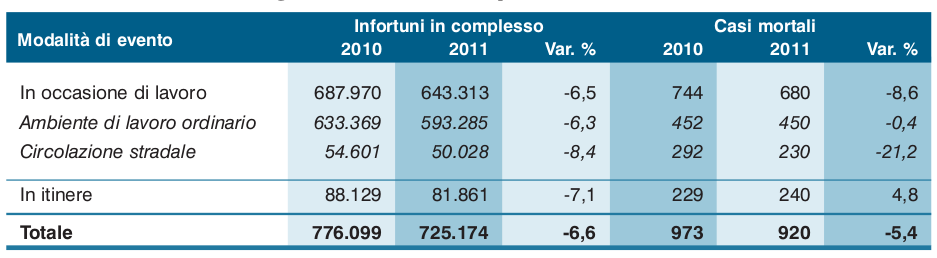 Infortuni in complesso Casi mortali
Modalità di evento
2010 2011 Var. % 2010 2011 Var. %
In occasione di lavoro 687.970 643.313 -6,5 744 680 -8,6
Ambiente di lavoro ordinario 633.369 593.285 -6,3 452 450 -0,4
Circolazione stradale 54.601 50.028 -8,4 292 230 -21,2
In itinere 88.129 81.861 -7,1 229 240 4,8
Totale 776.099 725.174 -6,6 973 920 -5,4